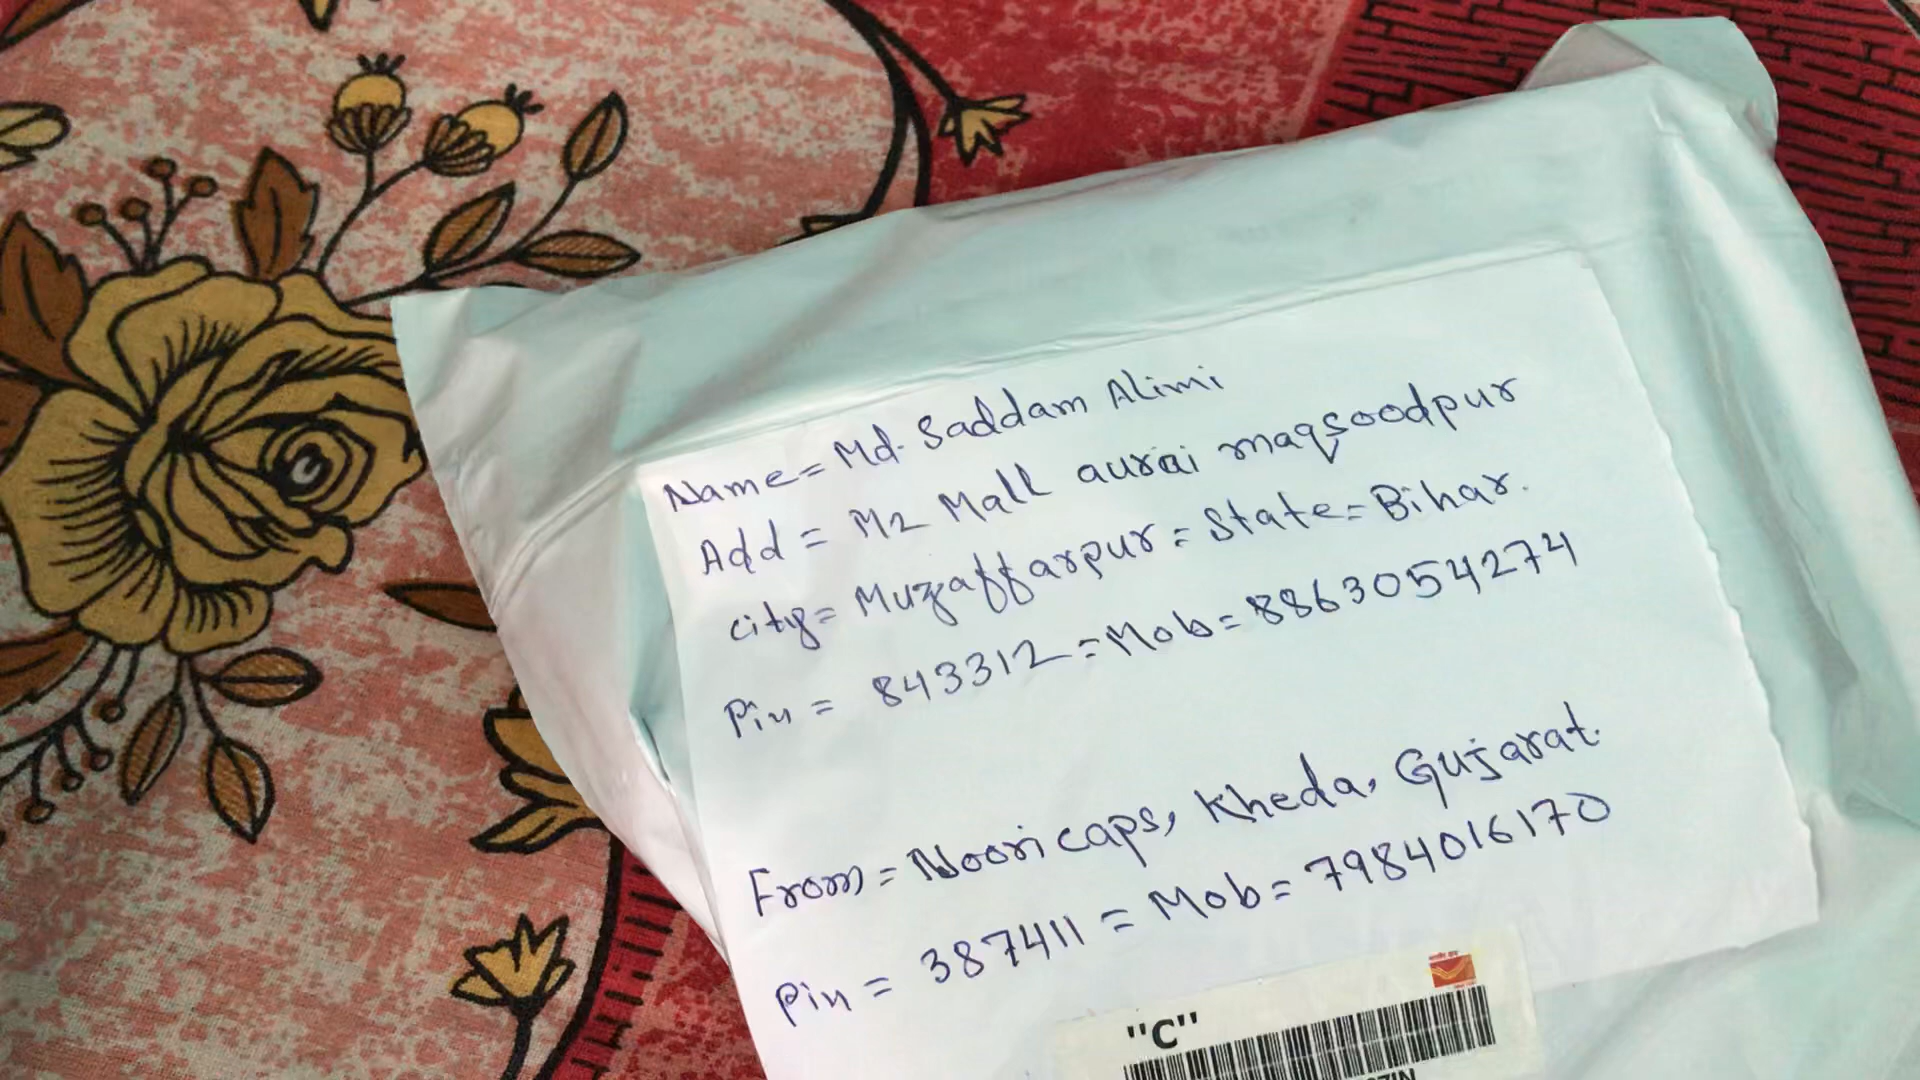 Name = Md. Saddam Alimi
Add = M2 Mall aurai maqsoodpur
city = Muzaffarpur = State = Bihar.
Pin = 843312 = Mob = 8863054274
From = Noori caps, Kheda, Gujarat.
Pin = 387411 = Mob = 7984016170
"C"